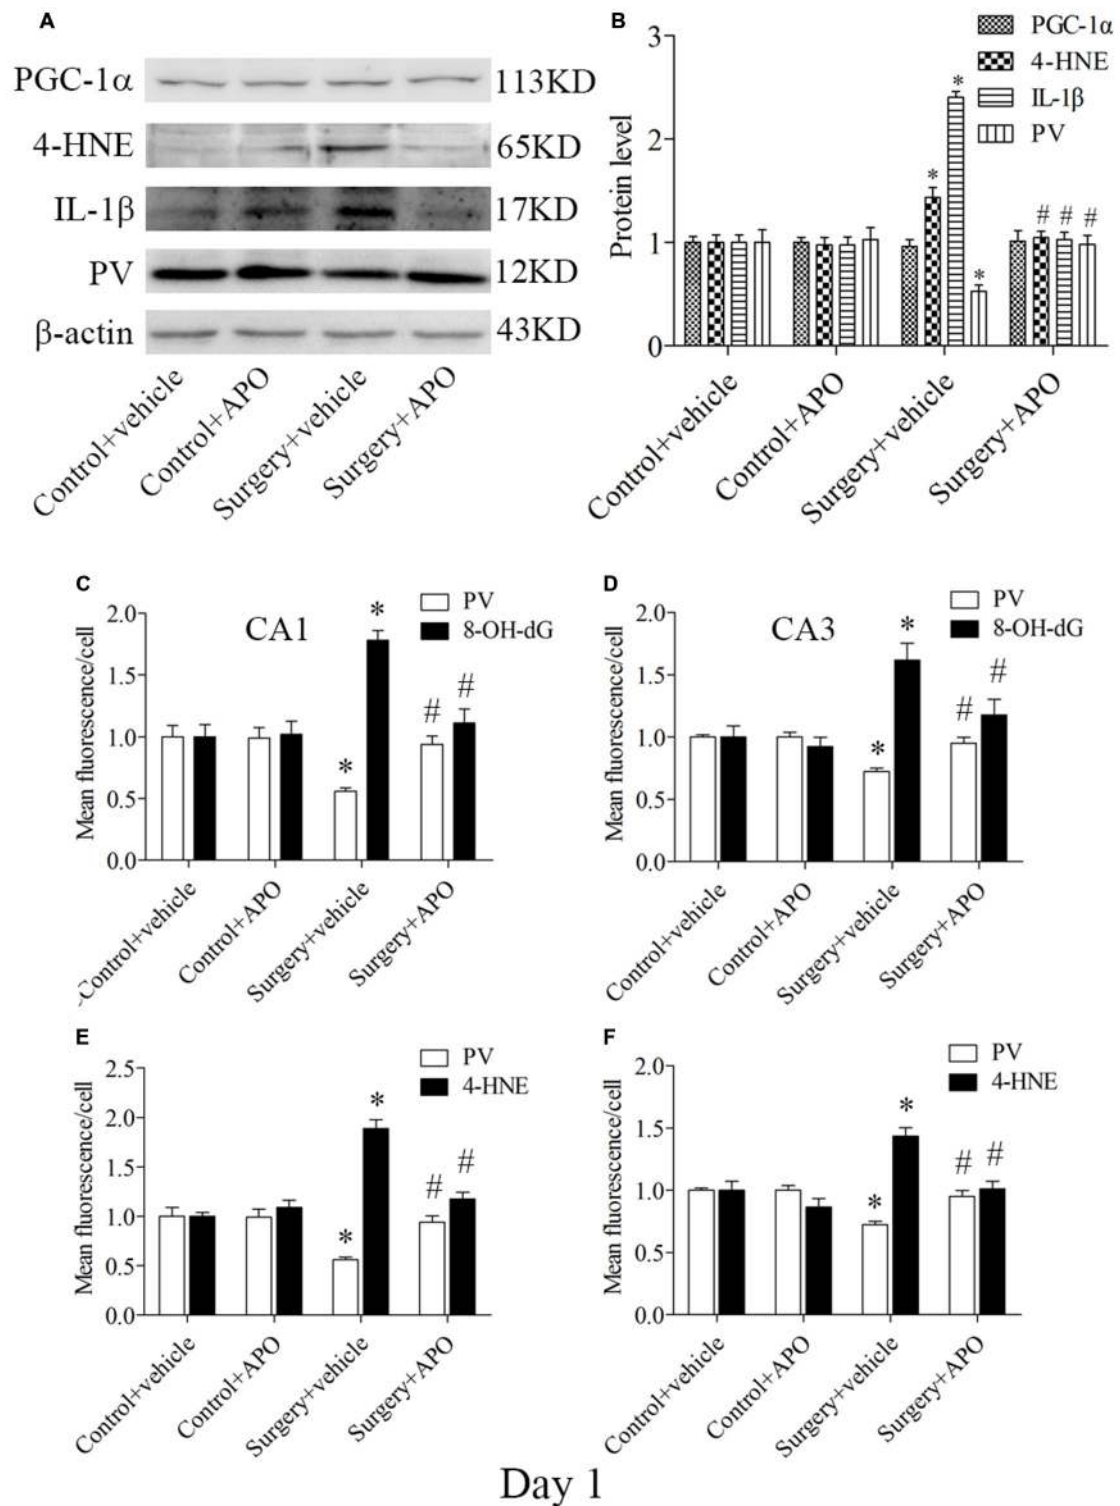 A
PGC-1α 113KD
4-HNE 65KD
IL-1β 17KD
PV 12KD
β-actin 43KD
Control+vehicle
Control+APO
Surgery+vehicle
Surgery+APO
B
PGC-1α
4-HNE
IL-1β
PV
Protein level
3
2
1
0
*
*
*
# # #
Control+vehicle
Control+APO
Surgery+vehicle
Surgery+APO
C
CA1
PV
8-OH-dG
Mean fluorescence/cell
2.0
1.5
1.0
0.5
0.0
*
*
#
#
Control+vehicle
Control+APO
Surgery+vehicle
Surgery+APO
D
CA3
PV
8-OH-dG
Mean fluorescence/cell
2.0
1.5
1.0
0.5
0.0
*
*
#
#
Control+vehicle
Control+APO
Surgery+vehicle
Surgery+APO
E
PV
4-HNE
Mean fluorescence/cell
2.5
2.0
1.5
1.0
0.5
0.0
*
*
#
#
Control+vehicle
Control+APO
Surgery+vehicle
Surgery+APO
F
PV
4-HNE
Mean fluorescence/cell
2.0
1.5
1.0
0.5
0.0
*
*
#
#
Control+vehicle
Control+APO
Surgery+vehicle
Surgery+APO
Day 1